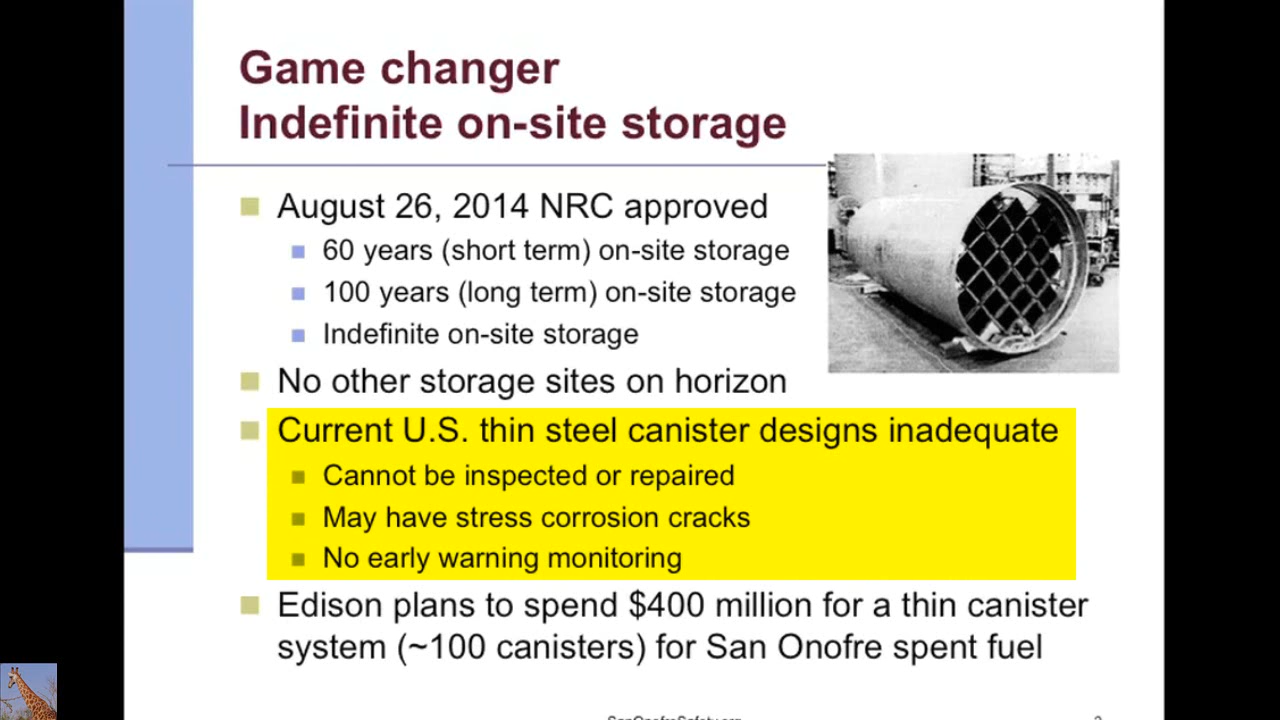 Game changer
Indefinite on-site storage
August 26, 2014 NRC approved
60 years (short term) on-site storage
100 years (long term) on-site storage
Indefinite on-site storage
No other storage sites on horizon
Current U.S. thin steel canister designs inadequate
Cannot be inspected or repaired
May have stress corrosion cracks
No early warning monitoring
Edison plans to spend $400 million for a thin canister
system (~100 canisters) for San Onofre spent fuel
SanOnofreSafety.org